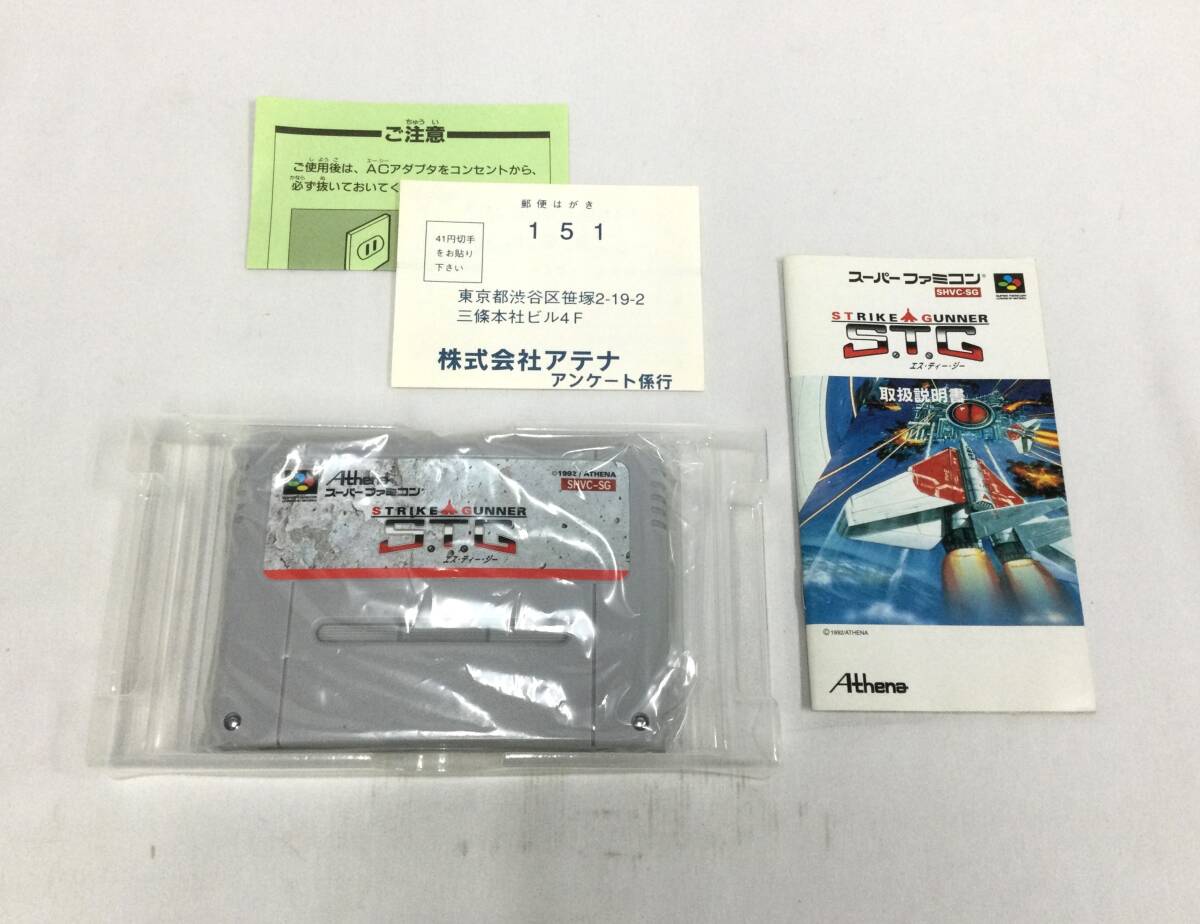 ご注意
ちゅうい
ご使用後は、ACアダプタをコンセントから、
しようご
エーシー
必ず抜いておいてく
かなら
ぬ
郵便はがき
151
41円切手
をお貼り
下さい
東京都渋谷区笹塚2-19-2
三條本社ビル4F
株式会社アテナ
アンケート係行
スーパーファミコン
SHVC-SG
STRIKE GUNNER
S.T.G
エス・ティー・ジー
取扱説明書
©1992/ATHENA
Athena
Athena
©1992/ATHENA
スーパーファミコン
SHVC-SG
STRIKE GUNNER
S.T.G
エス・ティー・ジー